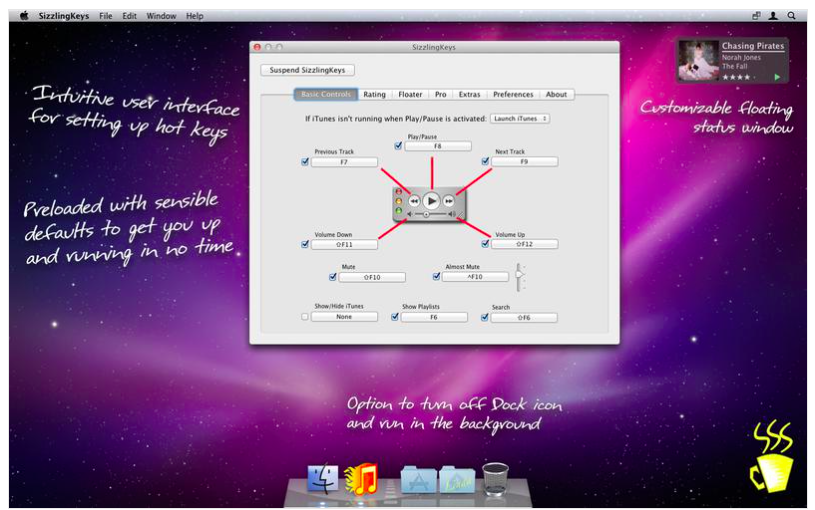 SizzlingKeys File Edit Window Help
SizzlingKeys
Suspend SizzlingKeys
Basic Controls Rating Floater Pro Extras Preferences About
If iTunes isn't running when Play/Pause is activated: Launch iTunes
Play/Pause
F8
Previous Track
F7
Next Track
F9
Volume Down
⇧F11
Volume Up
⇧F12
Mute
⇧F10
Almost Mute
^F10
Show/Hide iTunes
None
Show Playlists
F6
Search
⇧F6
Chasing Pirates
Norah Jones
The Fall
★★★★
Intuitive user interface
for setting up hot keys
Customizable floating
status window
Preloaded with sensible
defaults to get you up
and running in no time
Option to turn off Dock icon
and run in the background